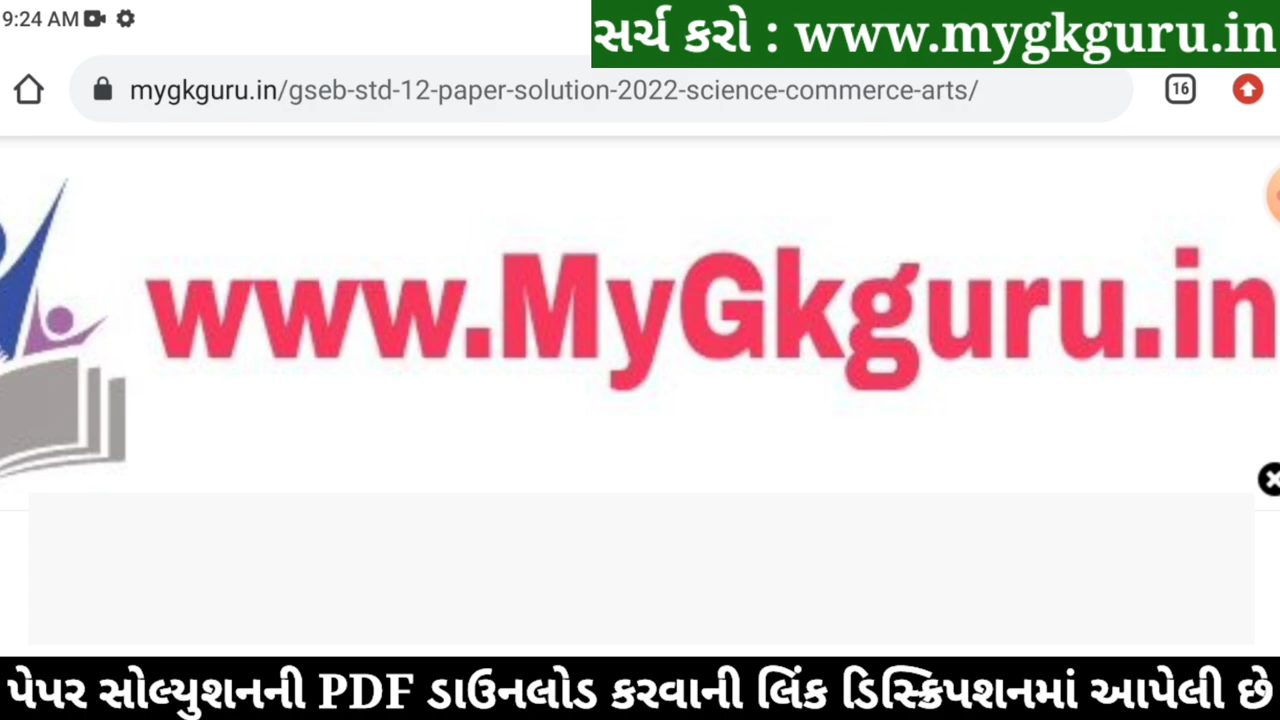 9:24 AM
સર્ચ કરો : www.mygkguru.in
mygkguru.in/gseb-std-12-paper-solution-2022-science-commerce-arts/
16
www.MyGkguru.in
પેપર સોલ્યુશનની PDF ડાઉનલોડ કરવાની લિંક ડિસ્ક્રિપશનમાં આપેલી છે